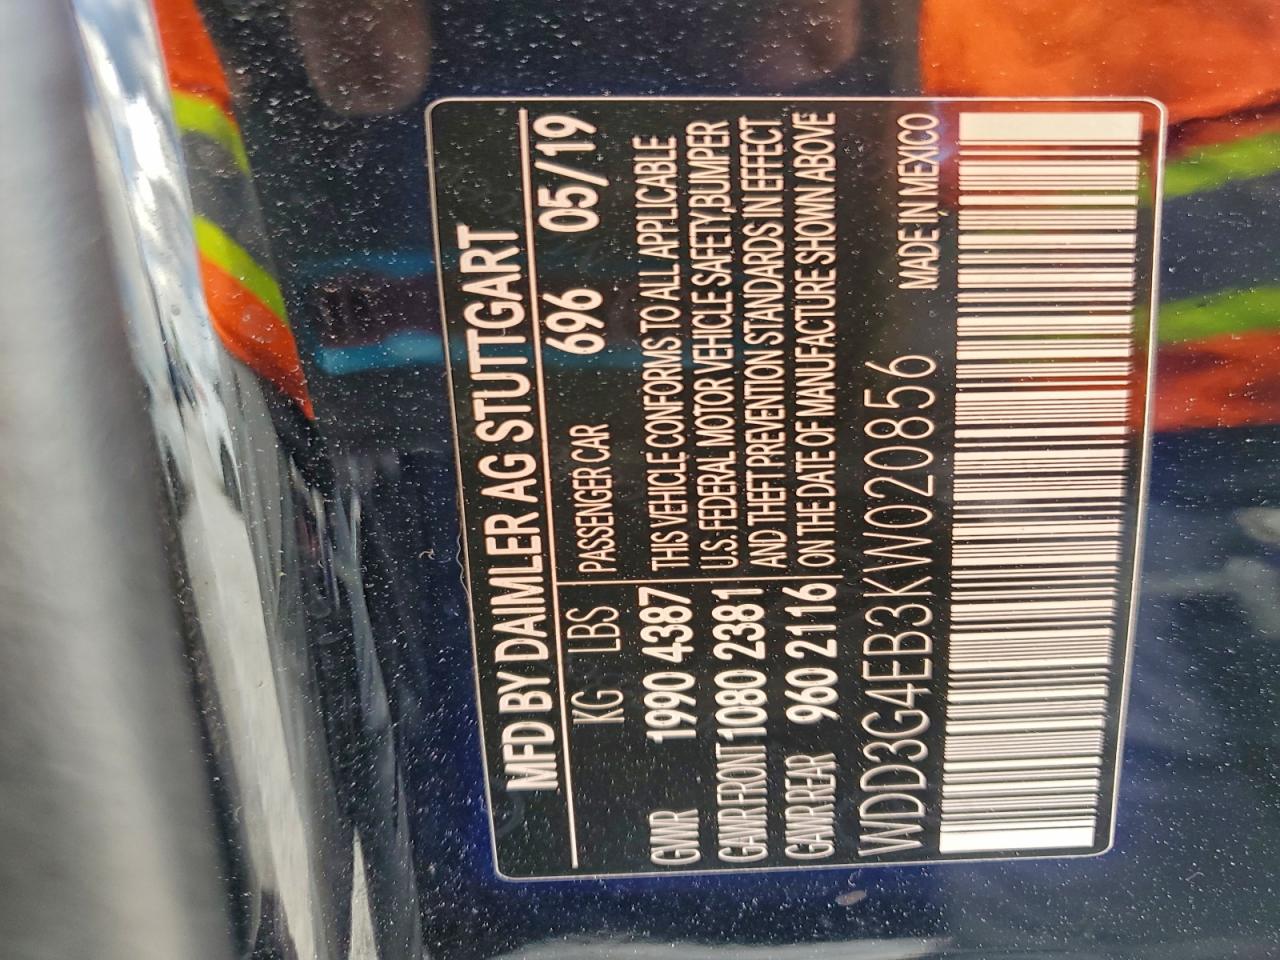 MFD BY DAIMLER AG STUTTGART
KG LBS PASSENGER CAR 696 05/19
GWR 1990 4387 THIS VEHICLE CONFORMS TO ALL APPLICABLE
GAWR FRONT 1080 2381 U.S. FEDERAL MOTOR VEHICLE SAFETY,BUMPER
AND THEFT PREVENTION STANDARDS IN EFFECT
GAWR REAR 960 2116 ON THE DATE OF MANUFACTURE SHOWN ABOVE
WDD3G4EB3KW020856 MADE IN MEXICO